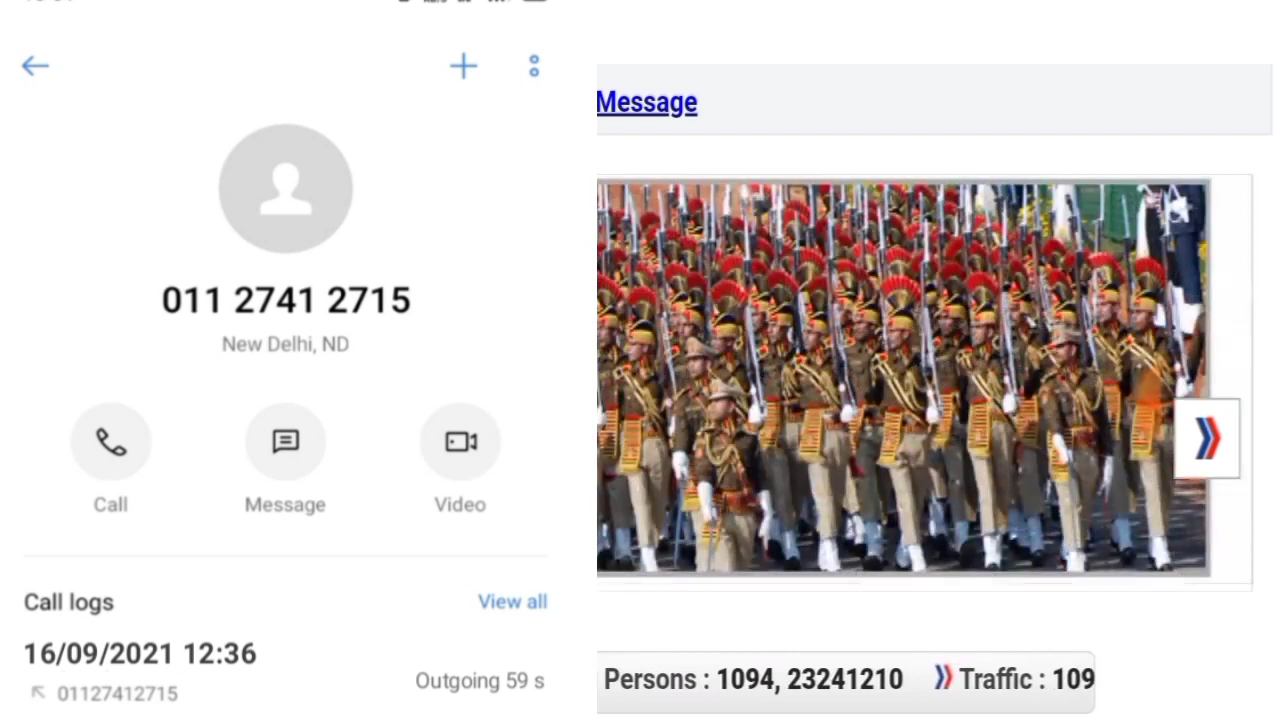 011 2741 2715
New Delhi, ND
Call
Message
Video
Call logs
View all
16/09/2021 12:36
01127412715
Outgoing 59 s
Message
Persons : 1094, 23241210
Traffic : 109